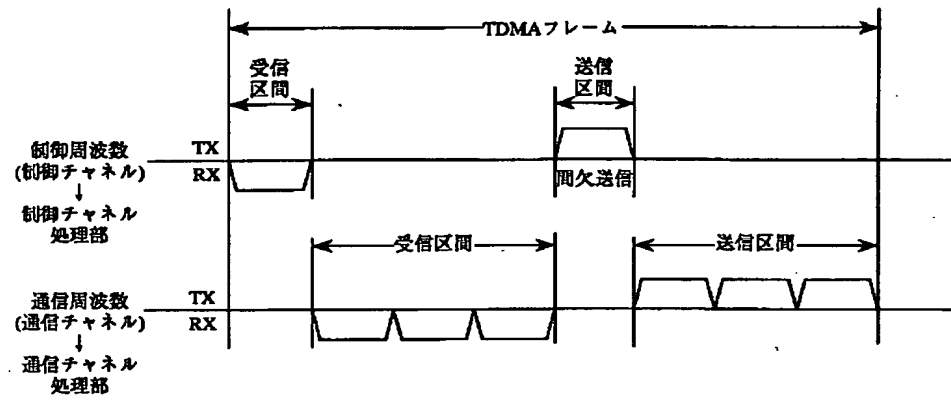 TDMAフレーム
受信
区間
送信
区間
制御周波数
(制御チャネル)
↓
制御チャネル
処理部
TX
RX
間欠送信
受信区間
送信区間
通信周波数
(通信チャネル)
↓
通信チャネル
処理部
TX
RX